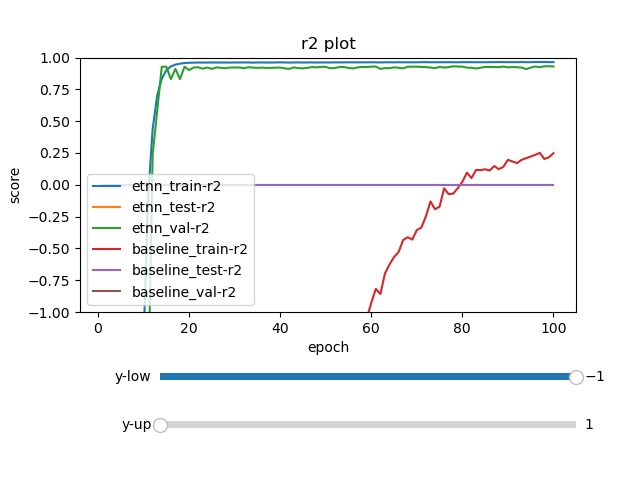 r2 plot
1.00
0.75
0.50
0.25
0.00
−0.25
−0.50
−0.75
−1.00
score
etnn_train-r2
etnn_test-r2
etnn_val-r2
baseline_train-r2
baseline_test-r2
baseline_val-r2
0 20 40 60 80 100
epoch
y-low −1
y-up 1